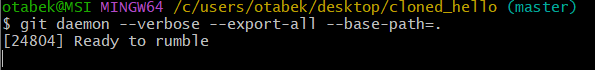 otabek@MSI MINGW64 /c/users/otabek/desktop/cloned_hello (master)
$ git daemon --verbose --export-all --base-path=.
[24804] Ready to rumble